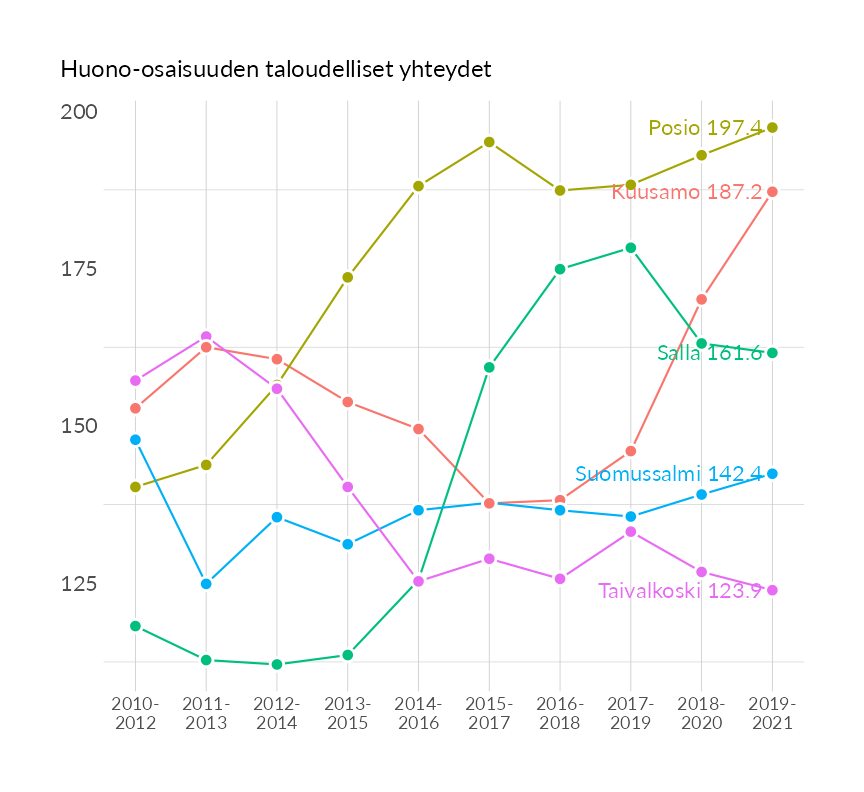 Huono-osaisuuden taloudelliset yhteydet
200
Posio 197.4
Kuusamo 187.2
175
Salla 161.6
150
Suomussalmi 142.4
125
Taivalkoski 123.9
2010- 2011- 2012- 2013- 2014- 2015- 2016- 2017- 2018- 2019-
2012 2013 2014 2015 2016 2017 2018 2019 2020 2021